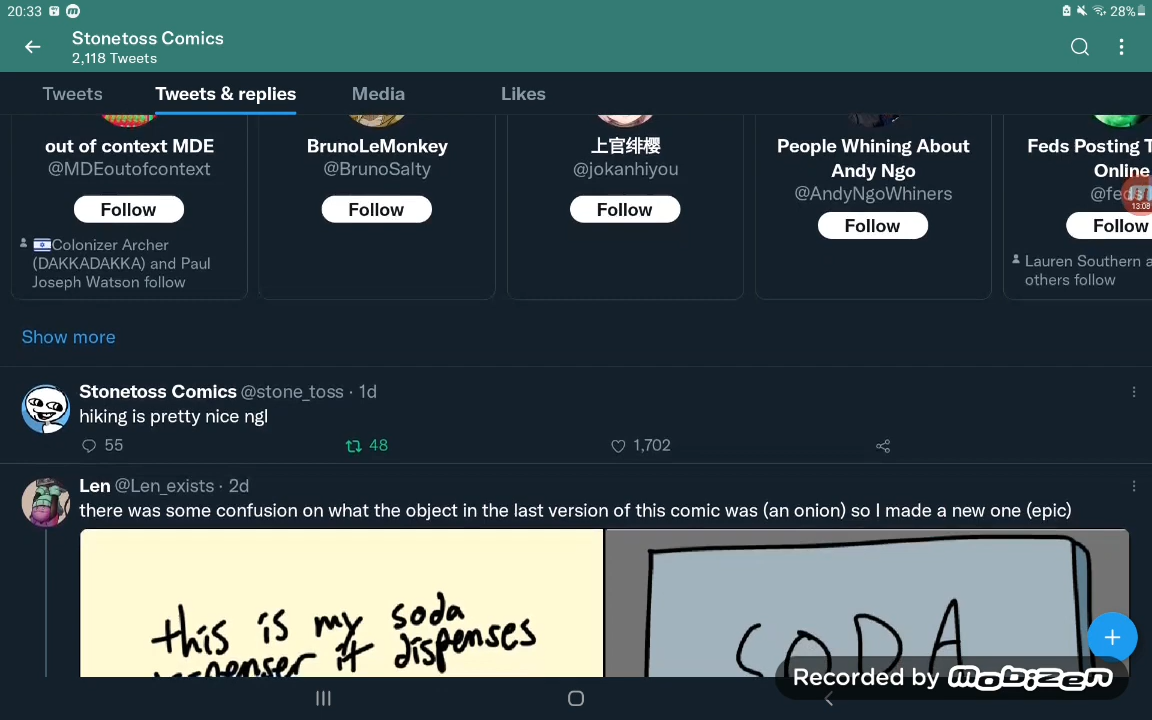 20:33
28%
Stonetoss Comics
2,118 Tweets
Tweets
Tweets & replies
Media
Likes
out of context MDE
@MDEoutofcontext
Follow
Colonizer Archer
(DAKKADAKKA) and Paul
Joseph Watson follow
BrunoLeMonkey
@BrunoSalty
Follow
上官绯樱
@jokanhiyou
Follow
People Whining About
Andy Ngo
@AndyNgoWhiners
Follow
Feds Posting
Online
@feds
Follow
Lauren Southern
others follow
13:08
Show more
Stonetoss Comics @stone_toss · 1d
hiking is pretty nice ngl
55
48
1,702
Len @Len_exists · 2d
there was some confusion on what the object in the last version of this comic was (an onion) so I made a new one (epic)
this is my soda
dispenser it dispenses
SODA
Recorded by mobizen